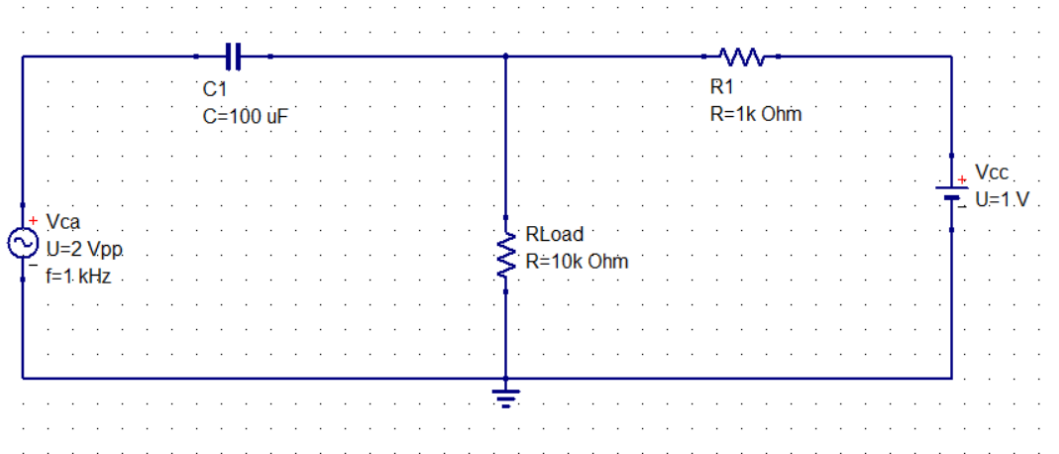 C1
C=100 uF
R1
R=1k Ohm
Vcc
U=1 V
Vca
U=2 Vpp
f=1 kHz
RLoad
R=10k Ohm